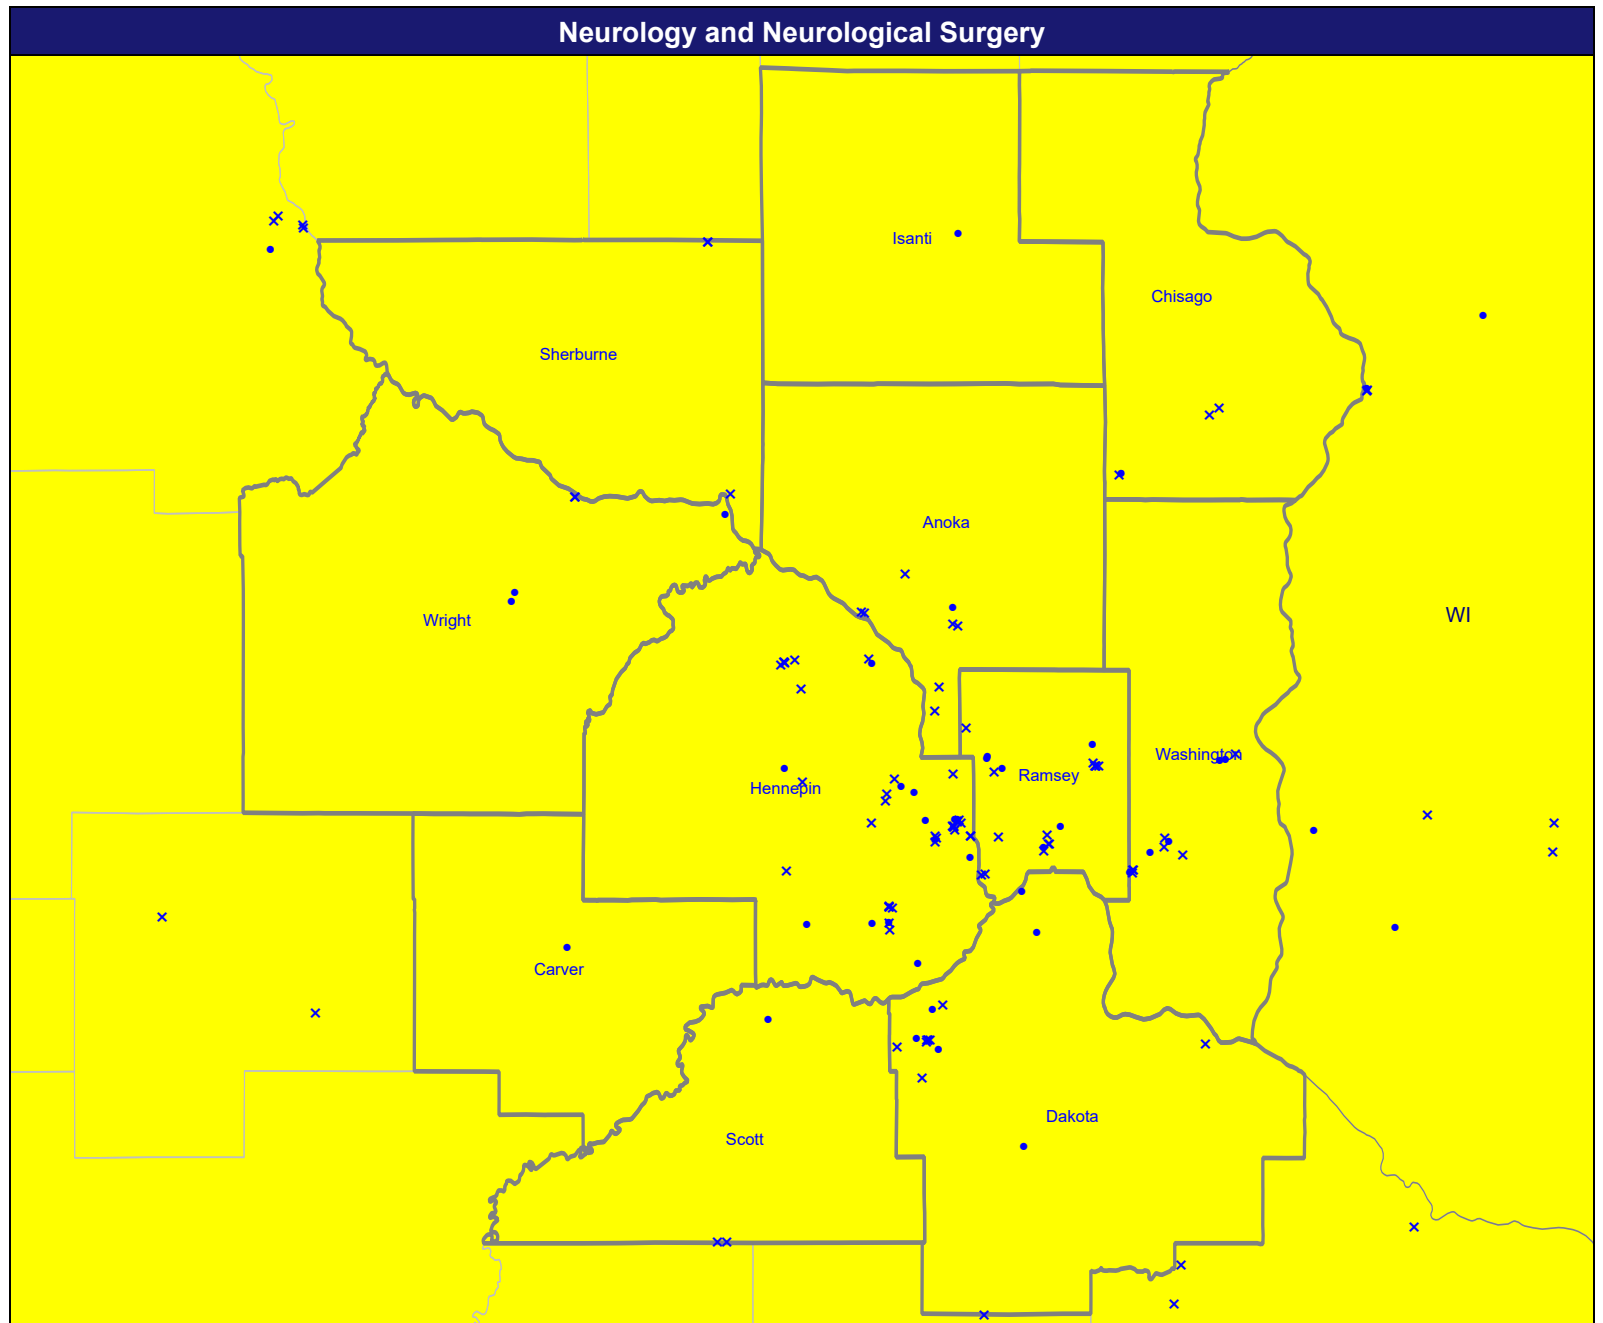 Neurology and Neurological Surgery
Isanti
Chisago
Sherburne
Anoka
WI
Wright
Washington
Ramsey
Hennepin
Carver
Dakota
Scott